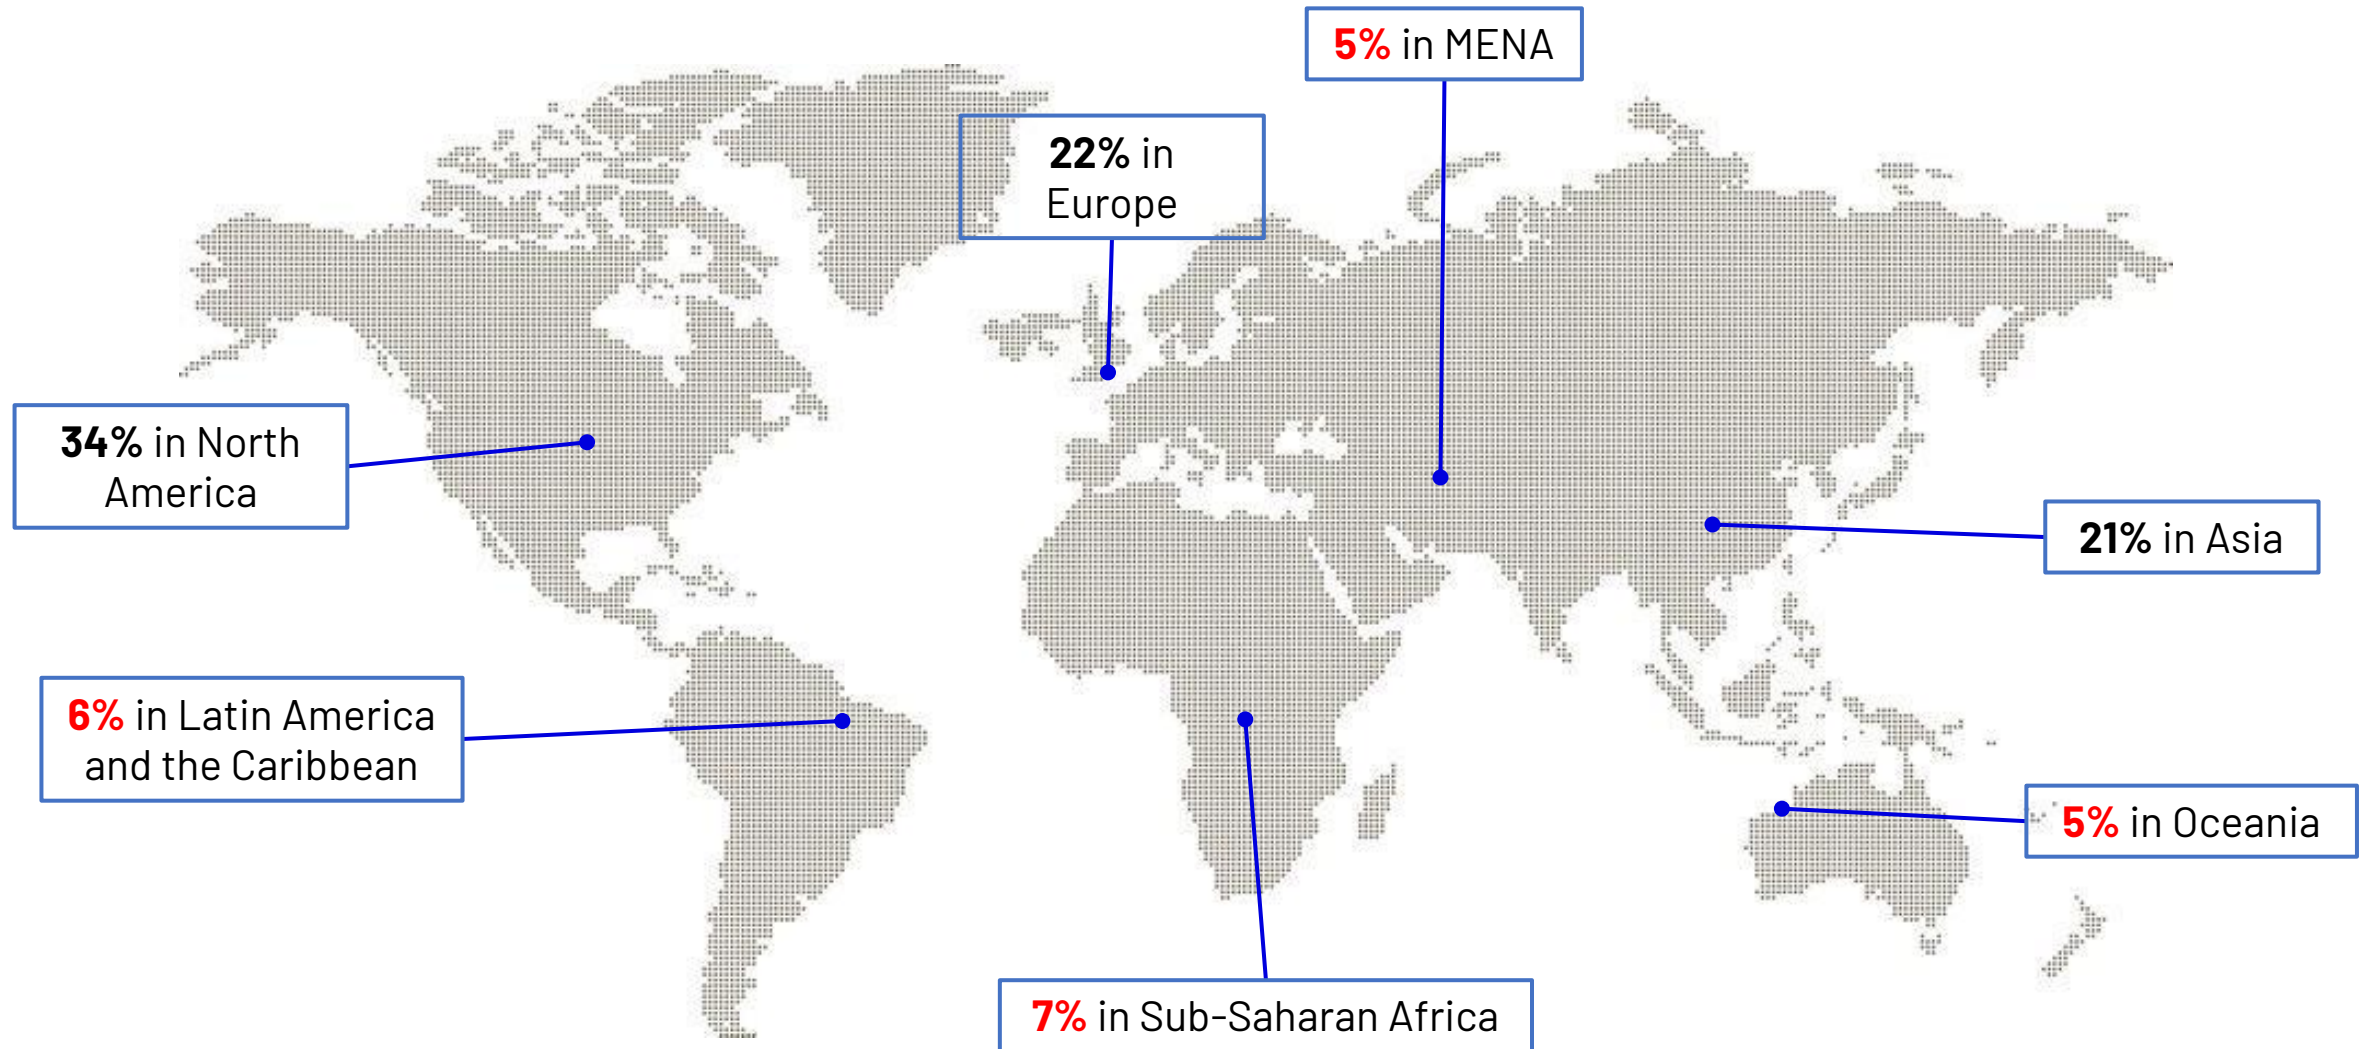 5% in MENA
22% in
Europe
34% in North
America
21% in Asia
6% in Latin America
and the Caribbean
5% in Oceania
7% in Sub-Saharan Africa